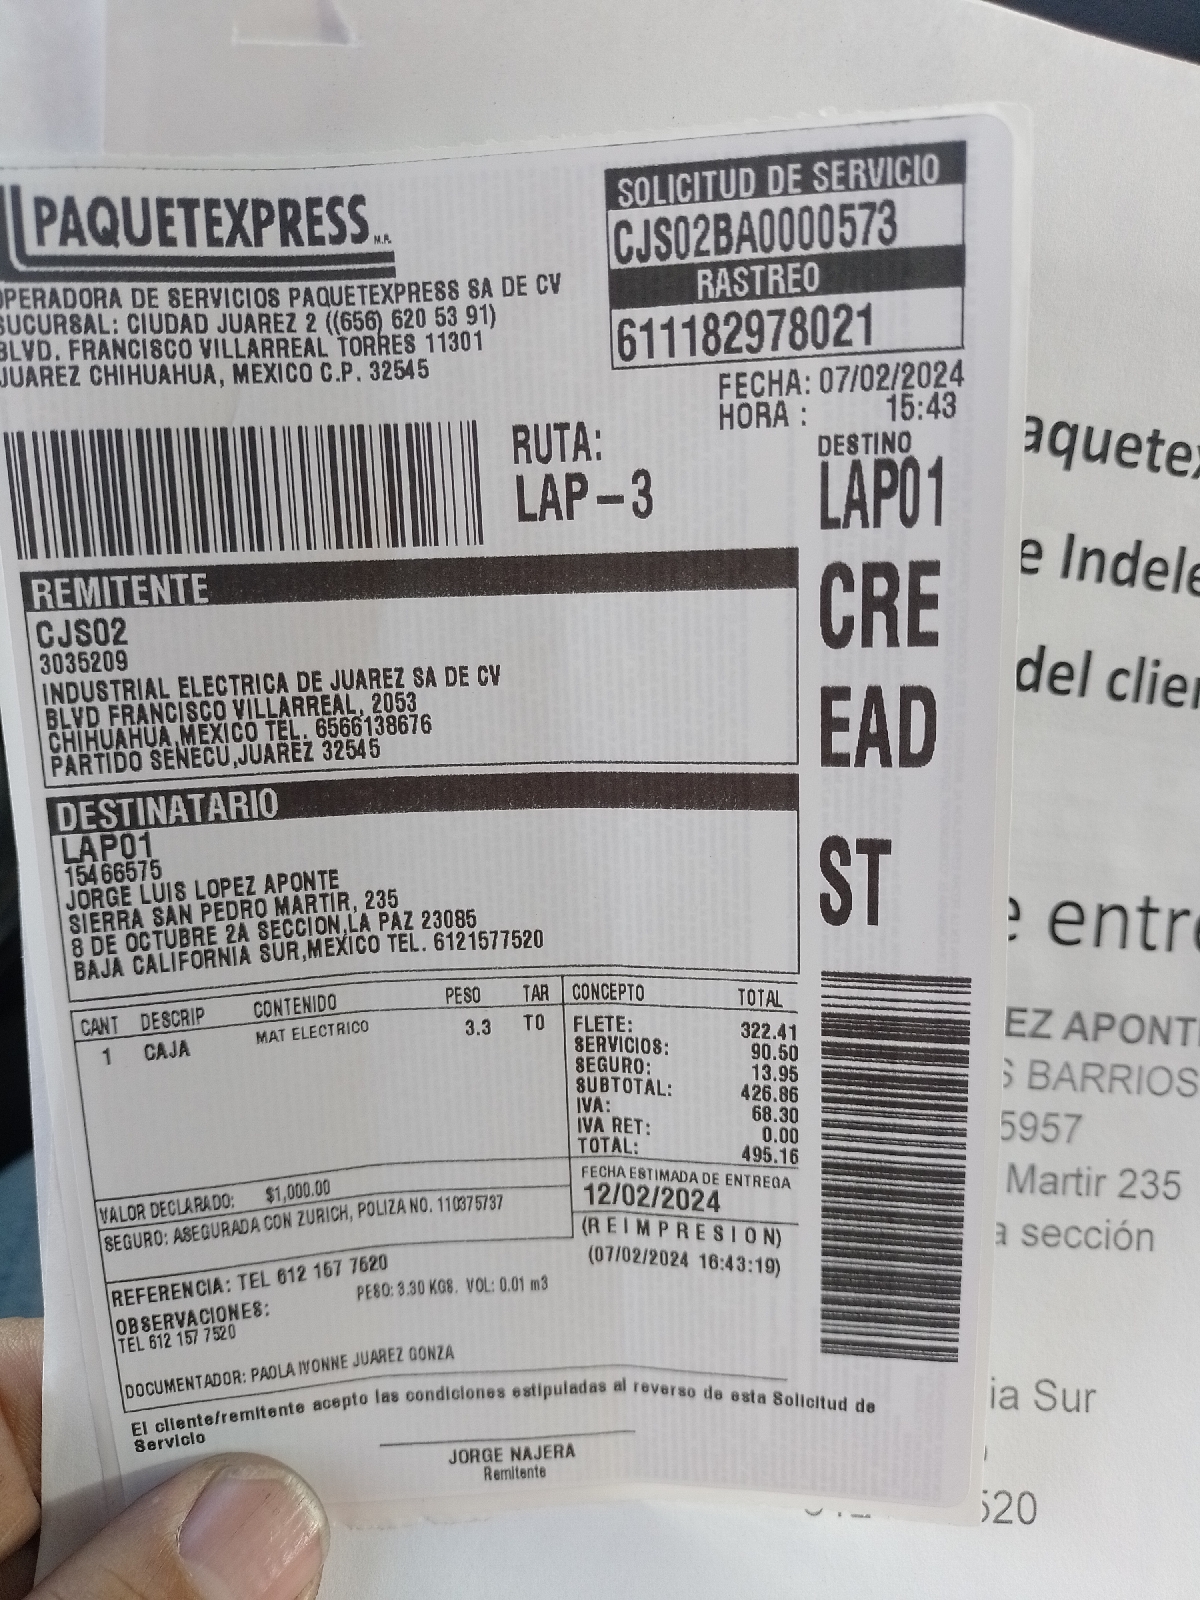 PAQUETEXPRESS M.R.
OPERADORA DE SERVICIOS PAQUETEXPRESS SA DE CV
SUCURSAL: CIUDAD JUAREZ 2 ((656) 620 53 91)
BLVD. FRANCISCO VILLARREAL TORRES 11301
JUAREZ CHIHUAHUA, MEXICO C.P. 32545
SOLICITUD DE SERVICIO
CJS02BA0000573
RASTREO
611182978021
FECHA: 07/02/2024
HORA : 15:43
RUTA:
LAP-3
DESTINO
LAP01
CRE
EAD
ST
REMITENTE
CJS02
3035209
INDUSTRIAL ELECTRICA DE JUAREZ SA DE CV
BLVD FRANCISCO VILLARREAL, 2053
CHIHUAHUA,MEXICO TEL. 6566138676
PARTIDO SENECU,JUAREZ 32545
DESTINATARIO
LAP01
15466575
JORGE LUIS LOPEZ APONTE
SIERRA SAN PEDRO MARTIR, 235
8 DE OCTUBRE 2A SECCION,LA PAZ 23085
BAJA CALIFORNIA SUR,MEXICO TEL. 6121577520
CANT DESCRIP CONTENIDO PESO TAR
1 CAJA MAT ELECTRICO 3.3 T0
CONCEPTO TOTAL
FLETE: 322.41
SERVICIOS: 90.50
SEGURO: 13.95
SUBTOTAL: 426.86
IVA: 68.30
IVA RET: 0.00
TOTAL: 495.16
VALOR DECLARADO: $1,000.00
SEGURO: ASEGURADA CON ZURICH, POLIZA NO. 110375737
FECHA ESTIMADA DE ENTREGA
12/02/2024
(REIMPRESION)
(07/02/2024 16:43:19)
REFERENCIA: TEL 612 157 7520
PESO: 3.30 KGS. VOL: 0.01 m3
OBSERVACIONES:
TEL 612 157 7520
DOCUMENTADOR: PAOLA IVONNE JUAREZ GONZA
El cliente/remitente acepto las condiciones estipuladas al reverso de esta Solicitud de
Servicio
JORGE NAJERA
Remitente
aquetex
e Indele
del clien
e entre
EZ APONT
S BARRIOS
5957
Martir 235
a sección
ia Sur
520